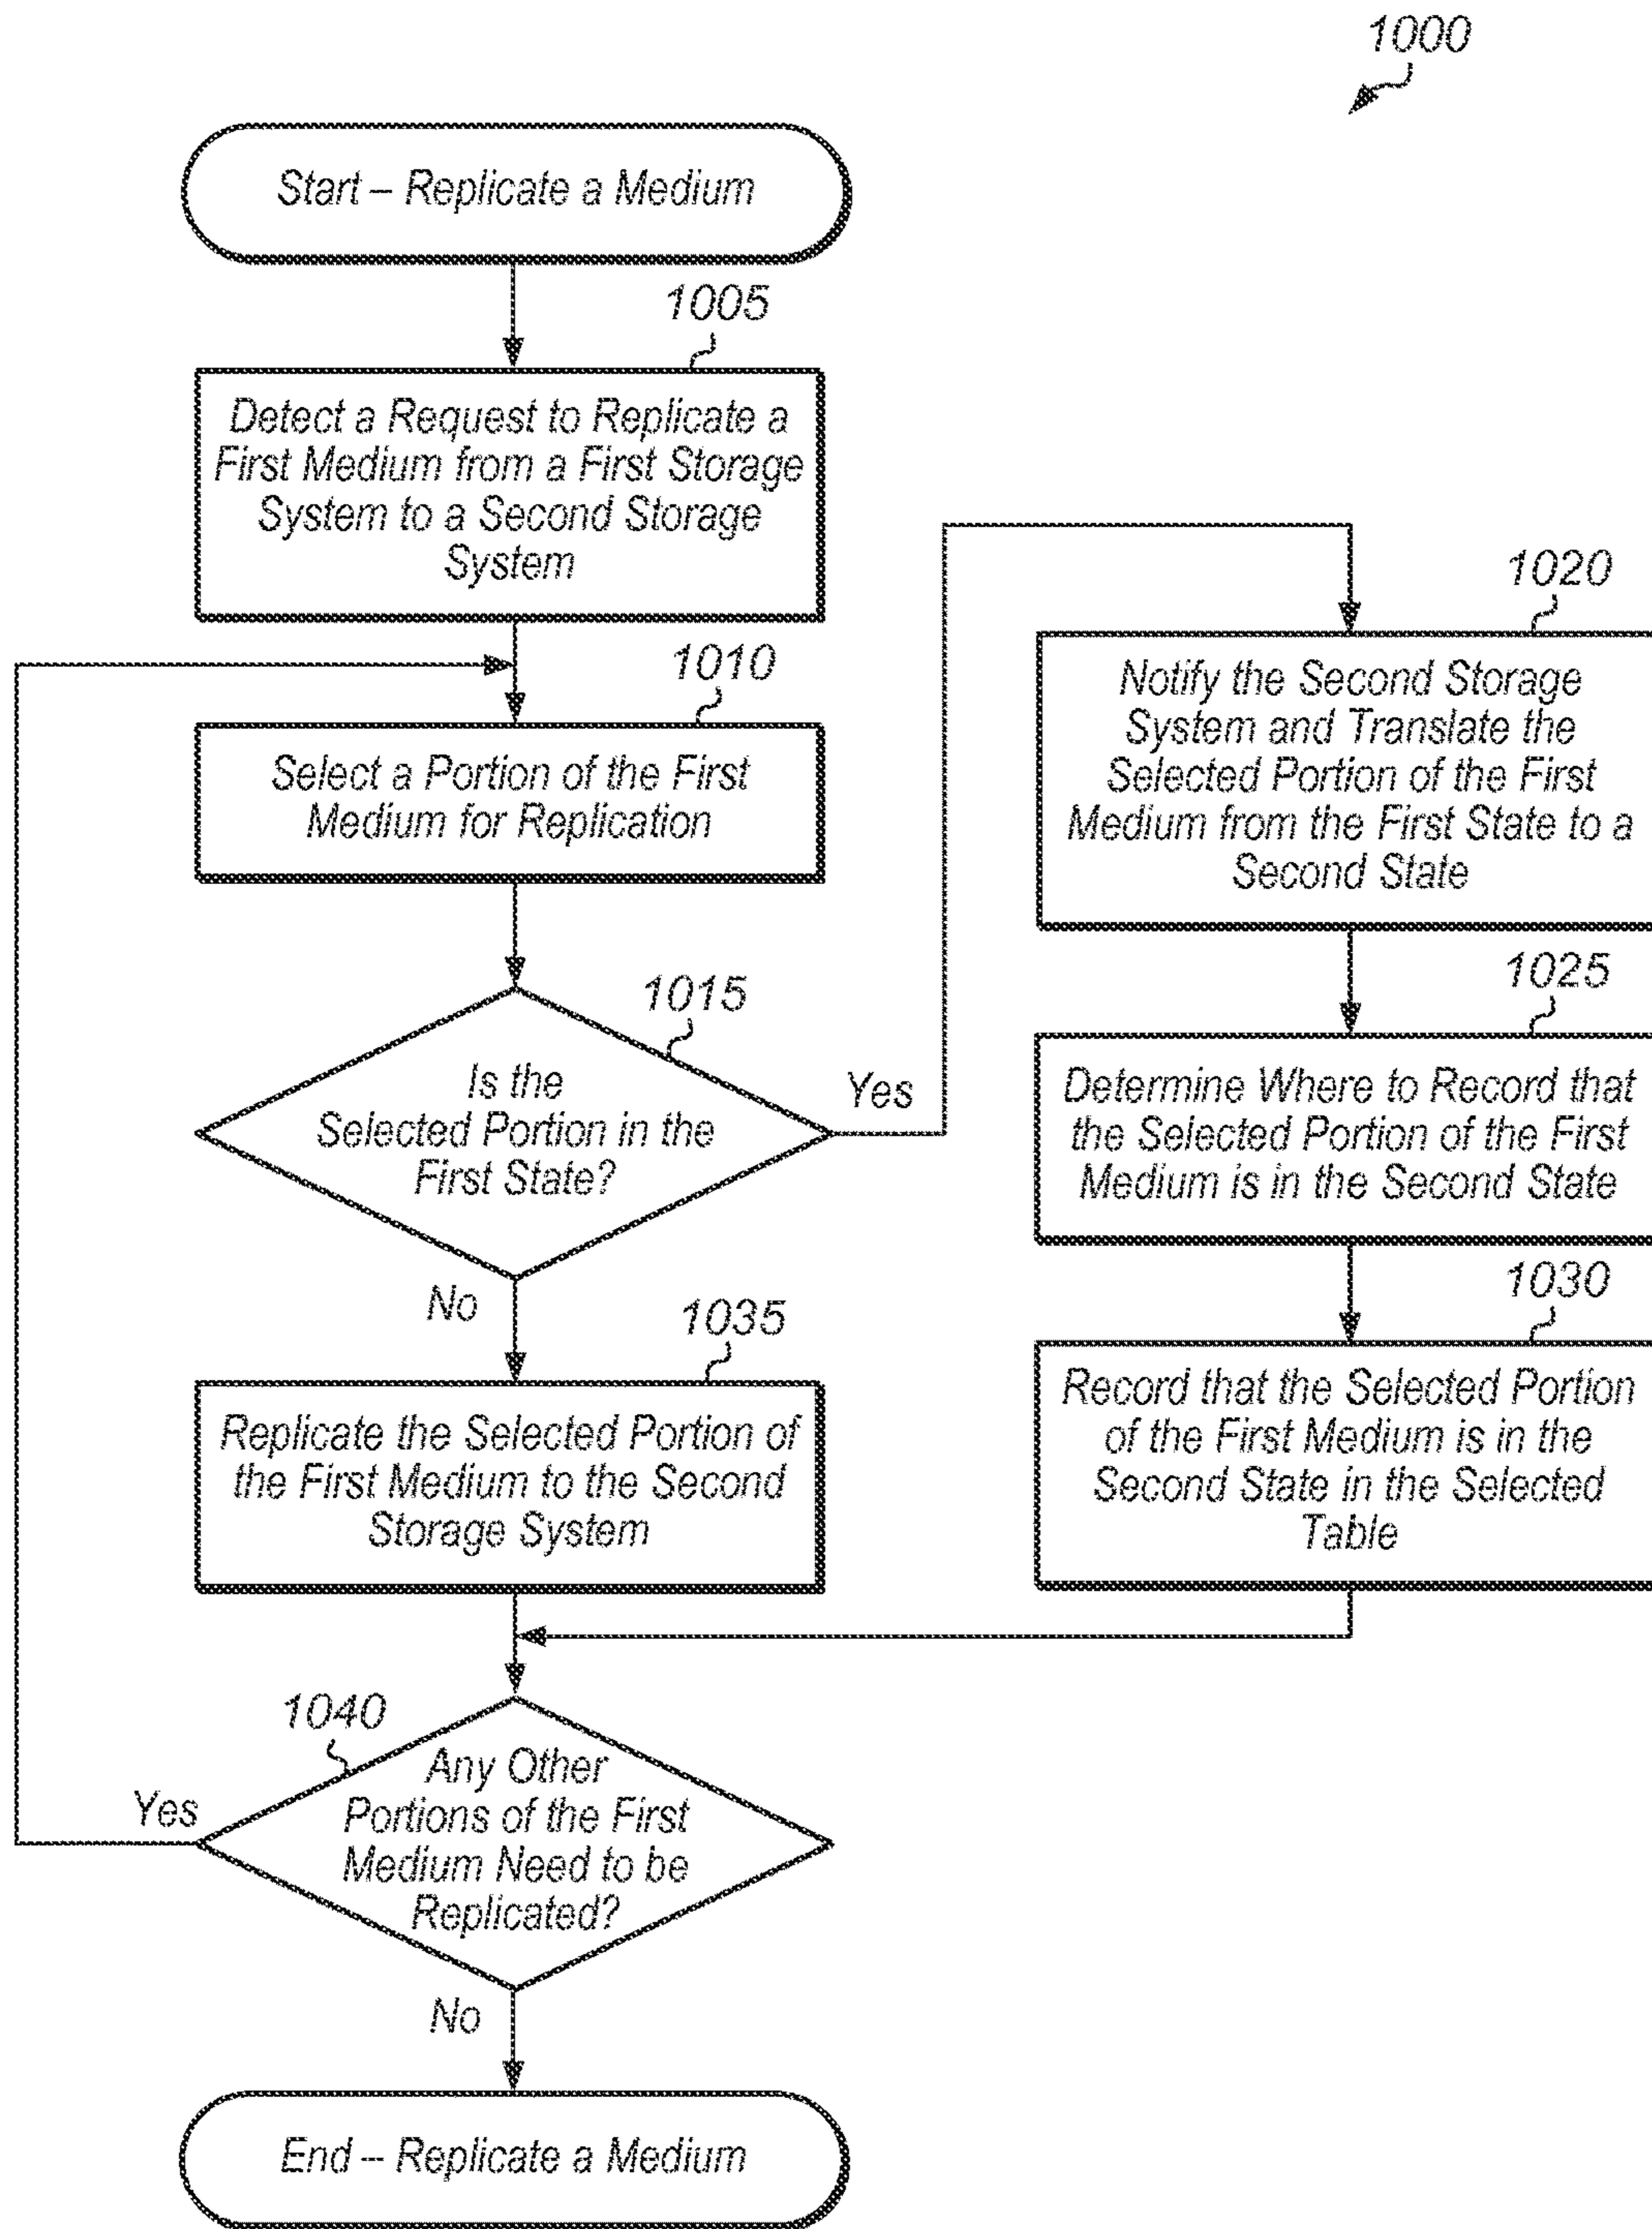 1000
Start – Replicate a Medium
1005
Detect a Request to Replicate a
First Medium from a First Storage
System to a Second Storage
System
1010
Select a Portion of the First
Medium for Replication
1015
Is the
Selected Portion in the
First State?
Yes
No
1020
Notify the Second Storage
System and Translate the
Selected Portion of the First
Medium from the First State to a
Second State
1025
Determine Where to Record that
the Selected Portion of the First
Medium is in the Second State
1030
Record that the Selected Portion
of the First Medium is in the
Second State in the Selected
Table
1035
Replicate the Selected Portion of
the First Medium to the Second
Storage System
1040
Any Other
Portions of the First
Medium Need to be
Replicated?
Yes
No
End -- Replicate a Medium